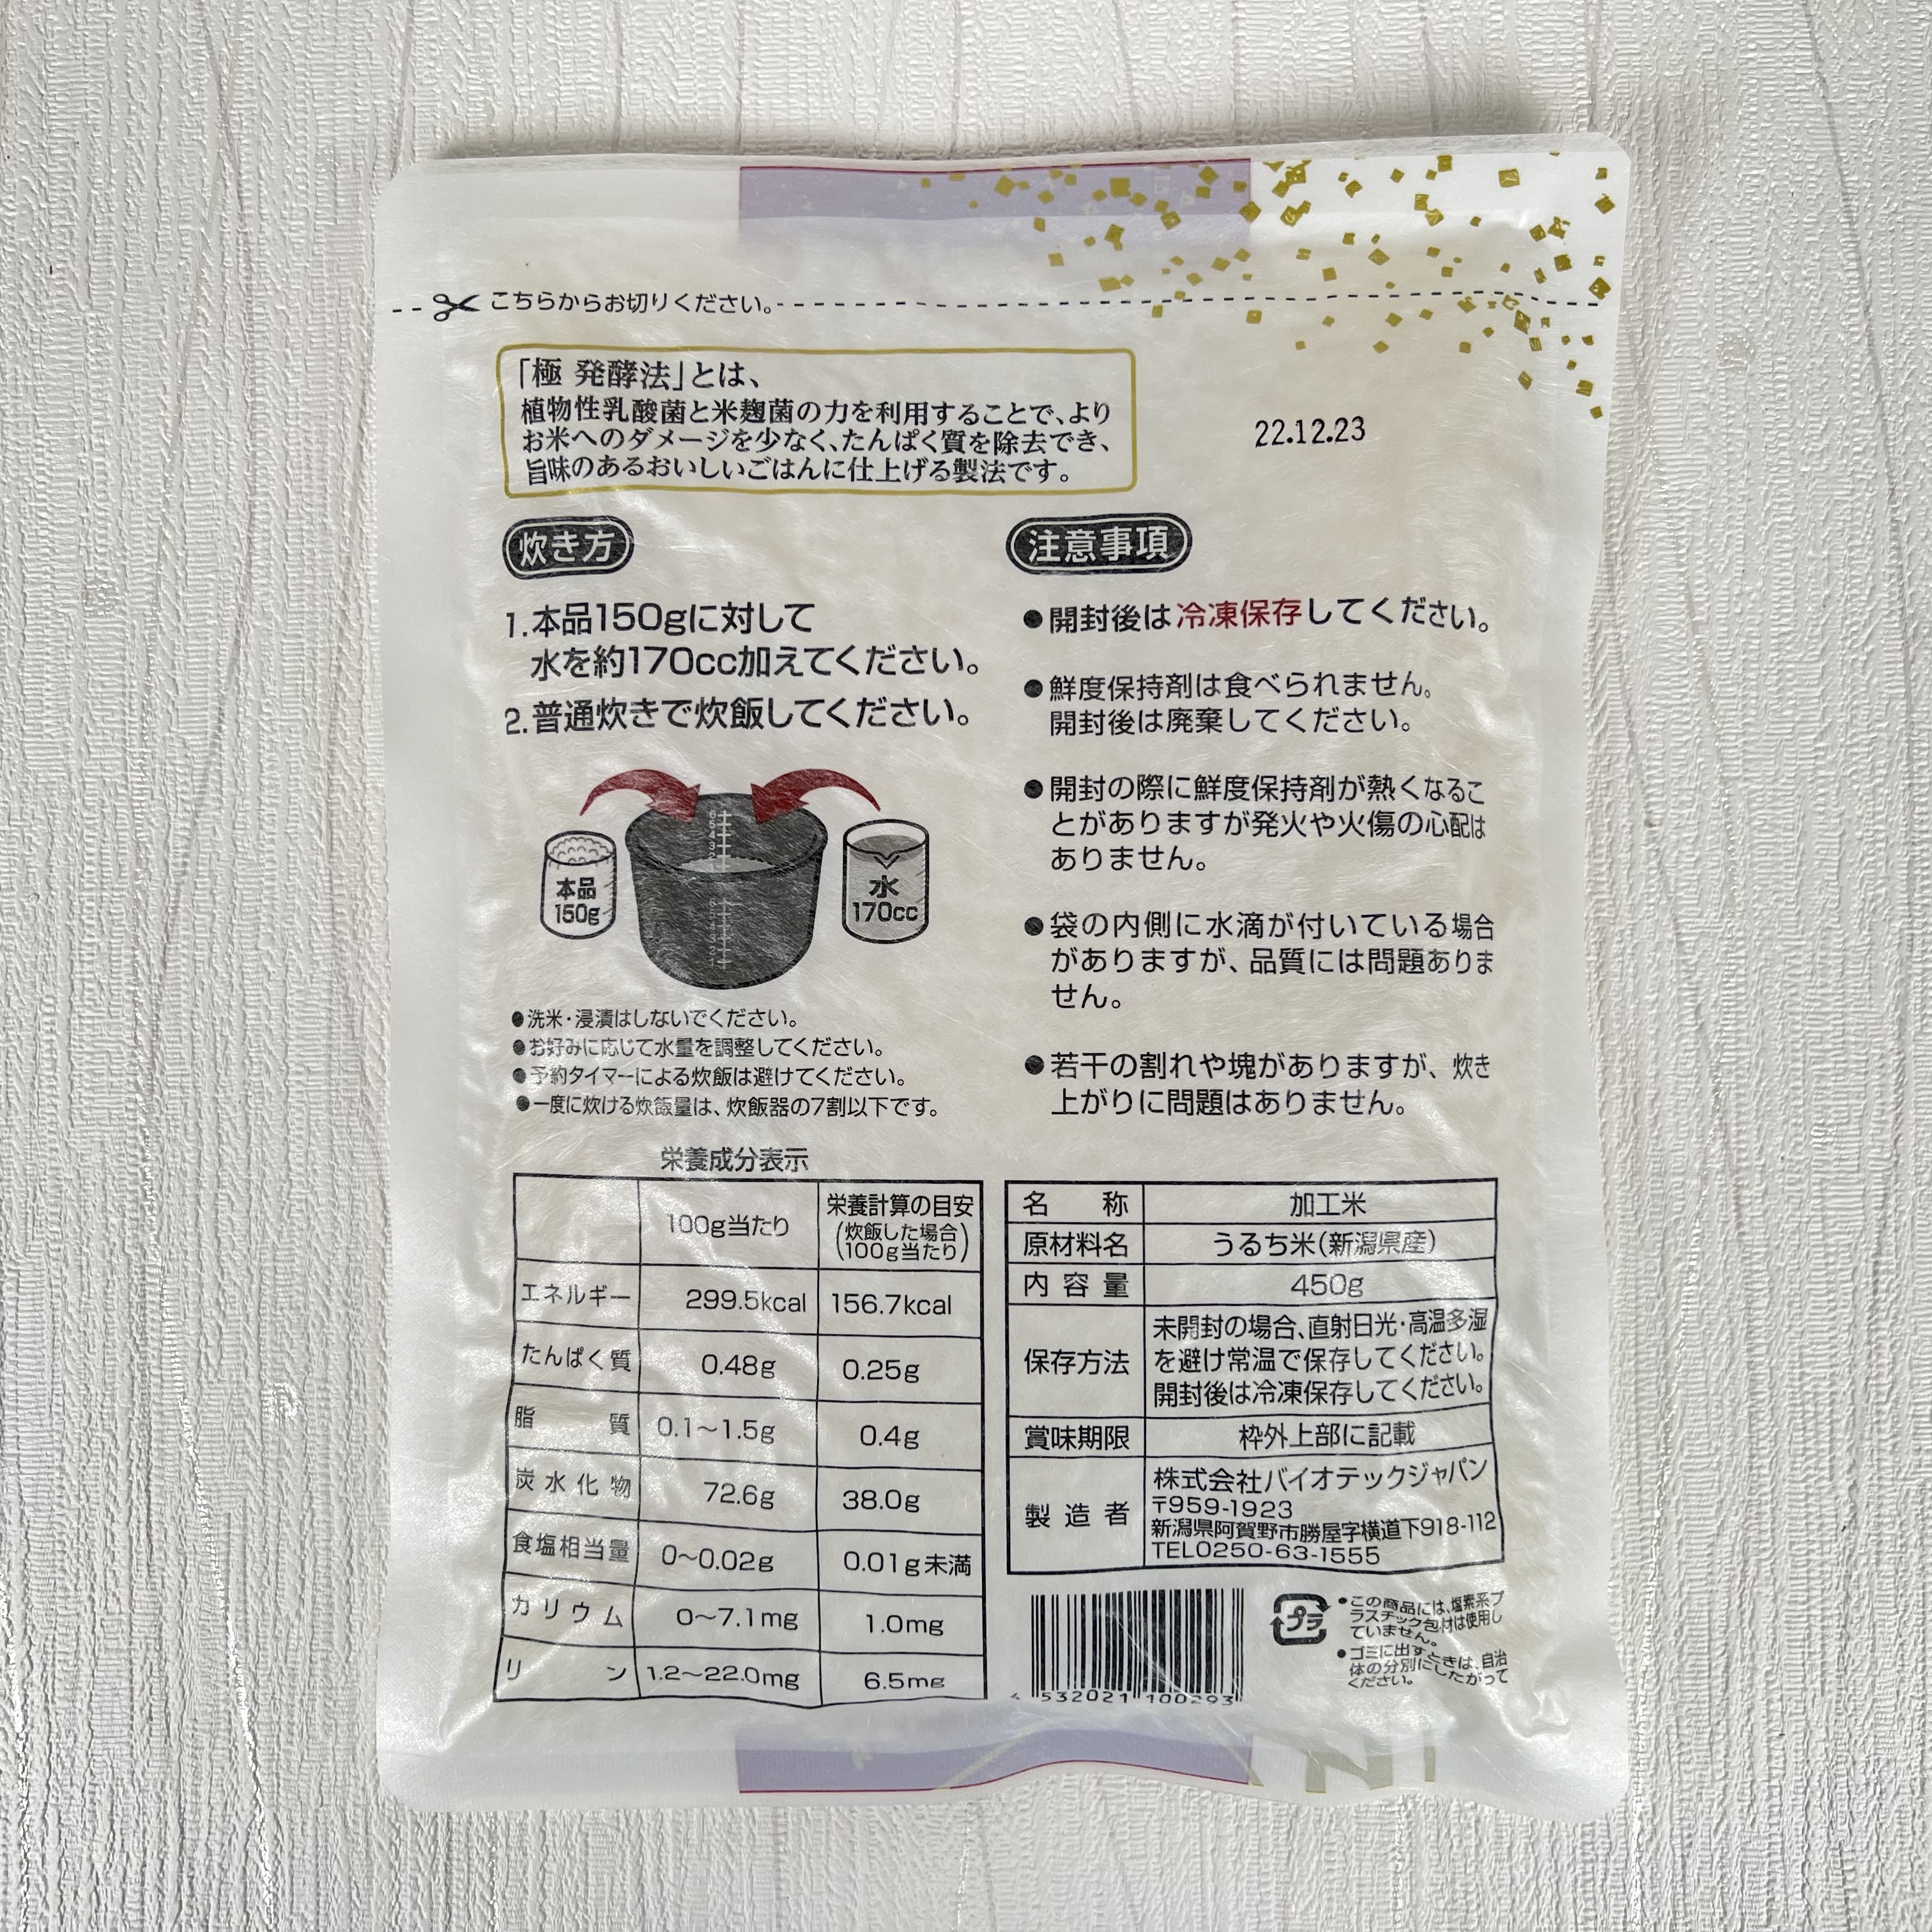 こちらからお切りください。
「極 発酵法」とは、
植物性乳酸菌と米麹菌の力を利用することで、より
お米へのダメージを少なく、たんぱく質を除去でき、
旨味のあるおいしいごはんに仕上げる製法です。
22.12.23
炊き方
1.本品150gに対して
水を約170cc加えてください。
2.普通炊きで炊飯してください。
本品
150g
水
170cc
●洗米・浸漬はしないでください。
●お好みに応じて水量を調整してください。
●予約タイマーによる炊飯は避けてください。
●一度に炊ける炊飯量は、炊飯器の7割以下です。
注意事項
●開封後は冷凍保存してください。
●鮮度保持剤は食べられません。
開封後は廃棄してください。
●開封の際に鮮度保持剤が熱くなるこ
とがありますが発火や火傷の心配は
ありません。
●袋の内側に水滴が付いている場合
がありますが、品質には問題ありま
せん。
●若干の割れや塊がありますが、炊き
上がりに問題はありません。
栄養成分表示
100g当たり 栄養計算の目安
(炊飯した場合
100g当たり)
エネルギー 299.5kcal 156.7kcal
たんぱく質 0.48g 0.25g
脂質 0.1〜1.5g 0.4g
炭水化物 72.6g 38.0g
食塩相当量 0〜0.02g 0.01g未満
カリウム 0〜7.1mg 1.0mg
リン 1.2〜22.0mg 6.5mg
名称 加工米
原材料名 うるち米(新潟県産)
内容量 450g
保存方法 未開封の場合、直射日光・高温多湿
を避け常温で保存してください。
開封後は冷凍保存してください。
賞味期限 枠外上部に記載
製造者 株式会社バイオテックジャパン
〒959-1923
新潟県阿賀野市勝屋字横道下918-112
TEL0250-63-1555
4 532021 100293
プラ
●この商品には、塩素系プ
ラスチック包材は使用し
ていません。
●ゴミに出すときは、自治
体の分別にしたがって
ください。